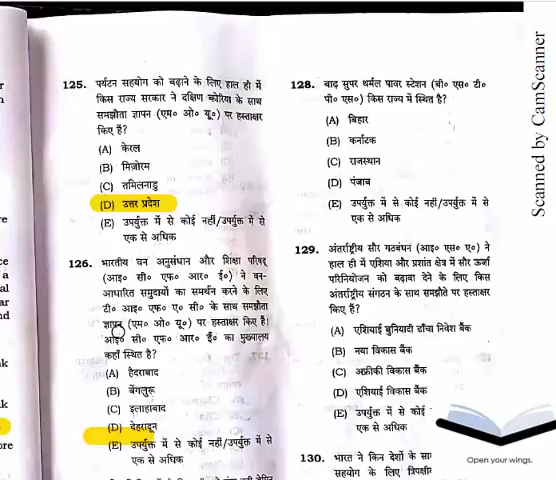 125. पर्यटन सहयोग को बढ़ाने के लिए हाल ही में
किस राज्य सरकार ने दक्षिण कोरिया के साथ
समझौता ज्ञापन (एम० ओ० यू०) पर हस्ताक्षर
किए हैं?
(A) केरल
(B) मिज़ोरम
(C) तमिलनाडु
(D) उत्तर प्रदेश
(E) उपर्युक्त में से कोई नहीं/उपर्युक्त में से
एक से अधिक
126. भारतीय वन अनुसंधान और शिक्षा परिषद्
(आइ० सी० एफ० आर० ई०) ने वन-
आधारित समुदायों का समर्थन करने के लिए
टी० आइ० एफ० ए० सी० के साथ समझौता
ज्ञापन (एम० ओ० यू०) पर हस्ताक्षर किए हैं।
आइ० सी० एफ० आर० ई० का मुख्यालय
कहाँ स्थित है?
(A) हैदराबाद
(B) बेंगलुरू
(C) इलाहाबाद
(D) देहरादून
(E) उपर्युक्त में से कोई नहीं/उपर्युक्त में से
एक से अधिक
128. बाढ़ सुपर थर्मल पावर स्टेशन (बी० एस० टी०
पी० एस०) किस राज्य में स्थित है?
(A) बिहार
(B) कर्नाटक
(C) राजस्थान
(D) पंजाब
(E) उपर्युक्त में से कोई नहीं/उपर्युक्त में से
एक से अधिक
129. अंतर्राष्ट्रीय सौर गठबंधन (आइ० एस० ए०) ने
हाल ही में एशिया और प्रशांत क्षेत्र में सौर ऊर्जा
परिनियोजन को बढ़ावा देने के लिए किस
अंतर्राष्ट्रीय संगठन के साथ समझौते पर हस्ताक्षर
किए हैं?
(A) एशियाई बुनियादी ढाँचा निवेश बैंक
(B) नया विकास बैंक
(C) अफ्रीकी विकास बैंक
(D) एशियाई विकास बैंक
(E) उपर्युक्त में से कोई
एक से अधिक
130. भारत ने किन देशों के
सहयोग के लिए
Open your wings.
Scanned by CamScanner